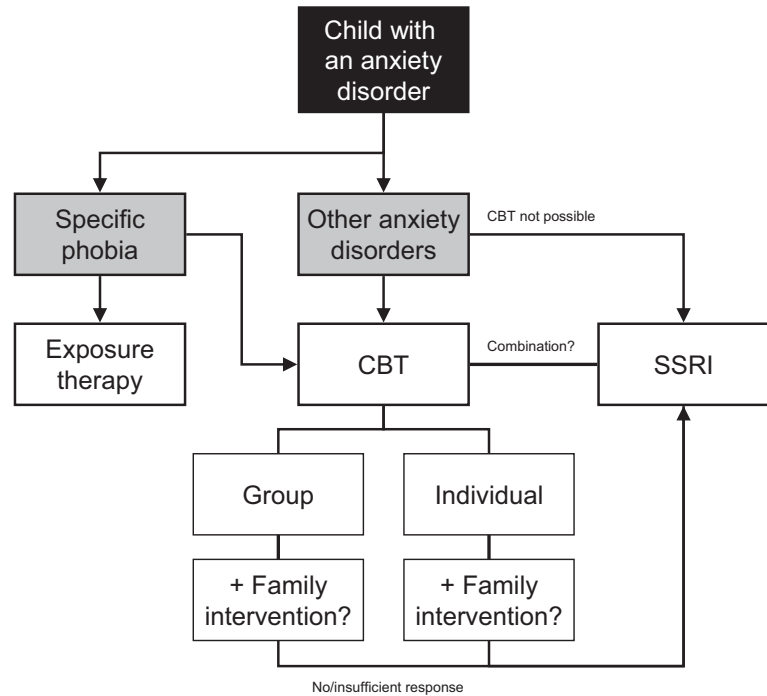 Child with
an anxiety
disorder
Specific
phobia
Other anxiety
disorders
CBT not possible
Exposure
therapy
CBT
Combination?
SSRI
Group
Individual
+ Family
intervention?
+ Family
intervention?
No/insufficient response